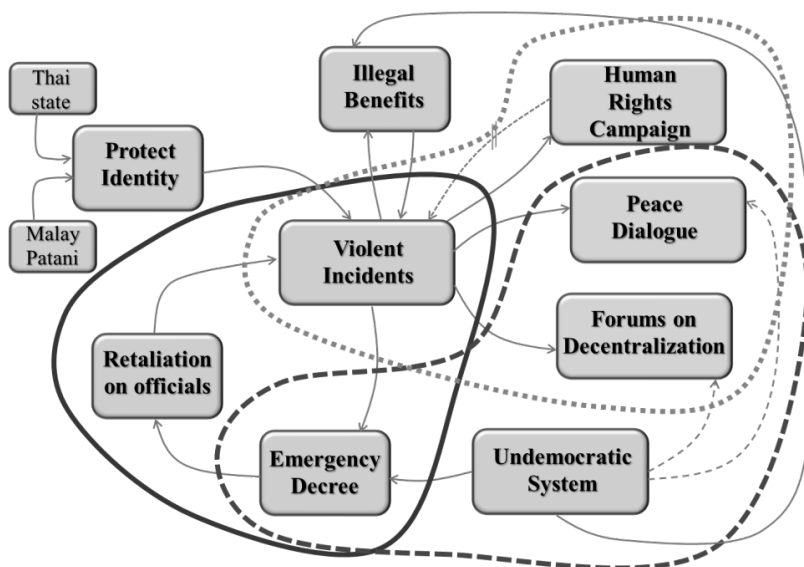 Thai
state
Protect
Identity
Malay
Patani
Illegal
Benefits
Human
Rights
Campaign
Violent
Incidents
Peace
Dialogue
Forums on
Decentralization
Retaliation
on officials
Emergency
Decree
Undemocratic
System